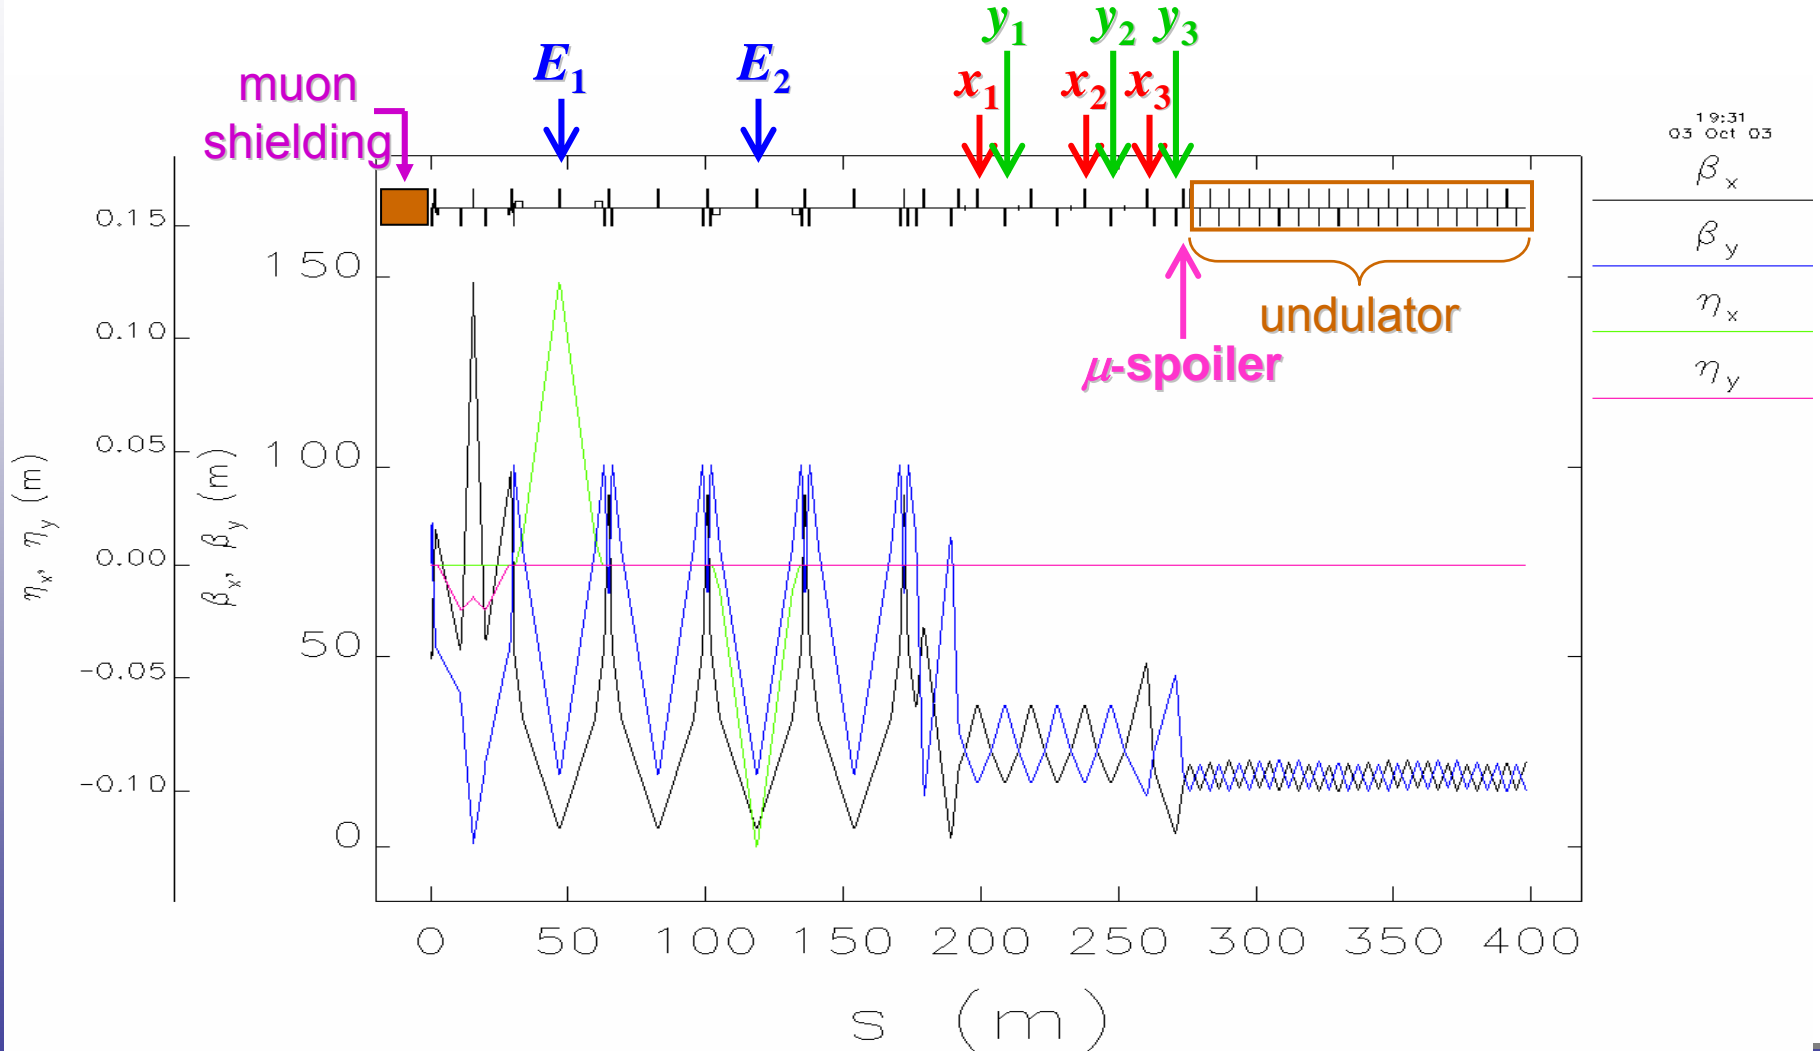 y1 y2 y3
E1 E2 x1 x2 x3
muon
shielding
19:31
03 Oct 03
βx
βy
ηx
ηy
undulator
μ-spoiler
0.15
0.10
0.05
0.00
-0.05
-0.10
ηx, ηy (m)
150
100
50
0
βx, βy (m)
0 50 100 150 200 250 300 350 400
s (m)